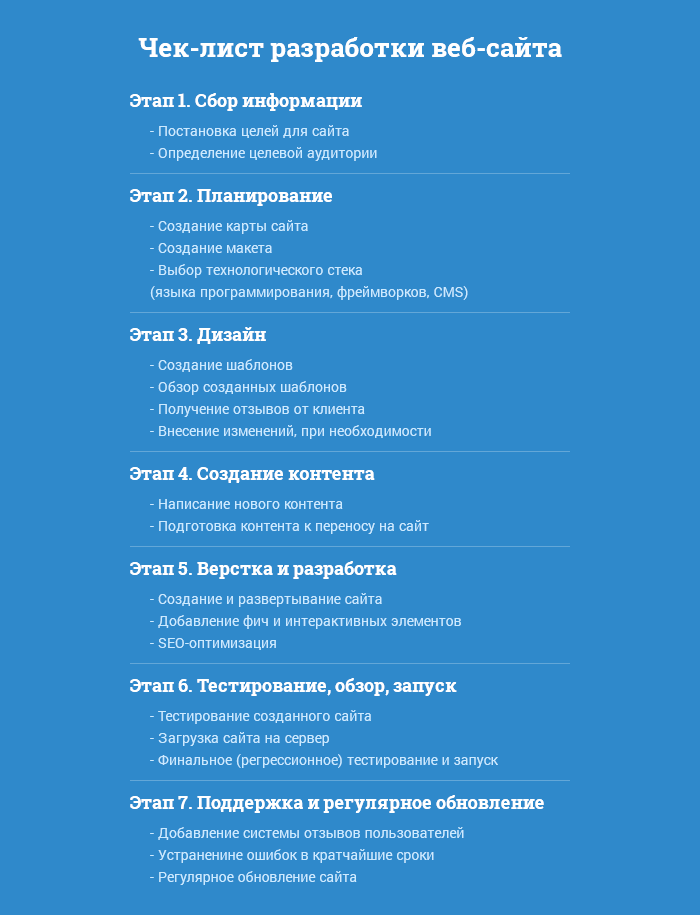 Чек-лист разработки веб-сайта
Этап 1. Сбор информации
- Постановка целей для сайта
- Определение целевой аудитории
Этап 2. Планирование
- Создание карты сайта
- Создание макета
- Выбор технологического стека
(языка программирования, фреймворков, CMS)
Этап 3. Дизайн
- Создание шаблонов
- Обзор созданных шаблонов
- Получение отзывов от клиента
- Внесение изменений, при необходимости
Этап 4. Создание контента
- Написание нового контента
- Подготовка контента к переносу на сайт
Этап 5. Верстка и разработка
- Создание и развертывание сайта
- Добавление фич и интерактивных элементов
- SEO-оптимизация
Этап 6. Тестирование, обзор, запуск
- Тестирование созданного сайта
- Загрузка сайта на сервер
- Финальное (регрессионное) тестирование и запуск
Этап 7. Поддержка и регулярное обновление
- Добавление системы отзывов пользователей
- Устраненине ошибок в кратчайшие сроки
- Регулярное обновление сайта